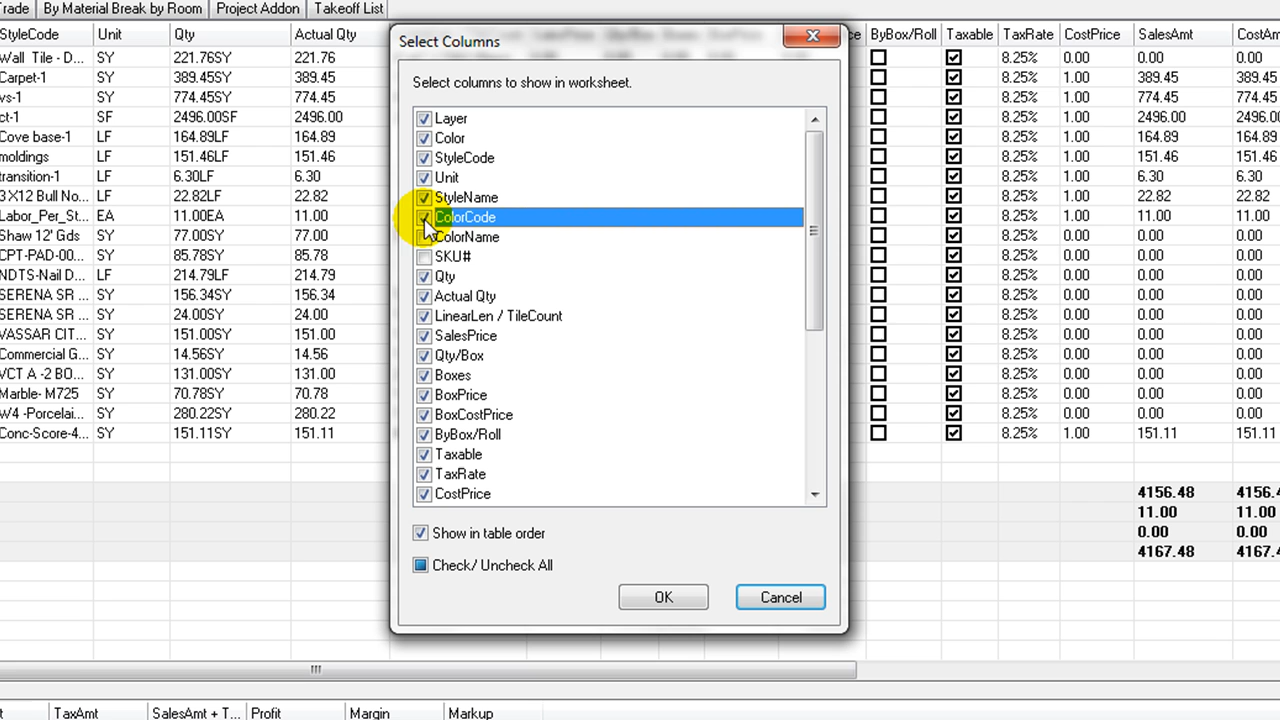 rade By Material Break by Room Project Addon Takeoff List
StyleCode Unit Qty Actual Qty ByBox/Roll Taxable TaxRate CostPrice SalesAmt CostAm
Wall Tile - D... SY 221.76SY 221.76 8.25% 0.00 0.00 0.00
Carpet-1 SY 389.45SY 389.45 8.25% 1.00 389.45 389.45
vs-1 SY 774.45SY 774.45 8.25% 1.00 774.45 774.45
ct-1 SF 2496.00SF 2496.00 8.25% 1.00 2496.00 2496.0
Cove base-1 LF 164.89LF 164.89 8.25% 1.00 164.89 164.89
moldings LF 151.46LF 151.46 8.25% 1.00 151.46 151.46
transition-1 LF 6.30LF 6.30 8.25% 1.00 6.30 6.30
3X12 Bull No... LF 22.82LF 22.82 8.25% 1.00 22.82 22.82
Labor_Per_St... EA 11.00EA 11.00 8.25% 1.00 11.00 11.00
Shaw 12' Gds SY 77.00SY 77.00 8.25% 0.00 0.00 0.00
CPT-PAD-00... SY 85.78SY 85.78 8.25% 0.00 0.00 0.00
NDTS-Nail D... LF 214.79LF 214.79 8.25% 0.00 0.00 0.00
SERENA SR ... SY 156.34SY 156.34 8.25% 0.00 0.00 0.00
SERENA SR ... SY 24.00SY 24.00 8.25% 0.00 0.00 0.00
VASSAR CIT... SY 151.00SY 151.00 8.25% 0.00 0.00 0.00
Commercial G... SY 14.56SY 14.56 8.25% 0.00 0.00 0.00
VCT A -2 BO... SY 131.00SY 131.00 8.25% 0.00 0.00 0.00
Marble- M725 SY 70.78SY 70.78 8.25% 0.00 0.00 0.00
W4 -Porcelai... SY 280.22SY 280.22 8.25% 0.00 0.00 0.00
Conc-Score-4... SY 151.11SY 151.11 8.25% 1.00 151.11 151.11
4156.48 4156.4
11.00 11.00
0.00 0.00
4167.48 4167.4
Select Columns
Select columns to show in worksheet.
Layer
Color
StyleCode
Unit
StyleName
ColorCode
ColorName
SKU#
Qty
Actual Qty
LinearLen / TileCount
SalesPrice
Qty/Box
Boxes
BoxPrice
BoxCostPrice
ByBox/Roll
Taxable
TaxRate
CostPrice
Show in table order
Check/ Uncheck All
OK Cancel
t TaxAmt SalesAmt + T... Profit Margin Markup